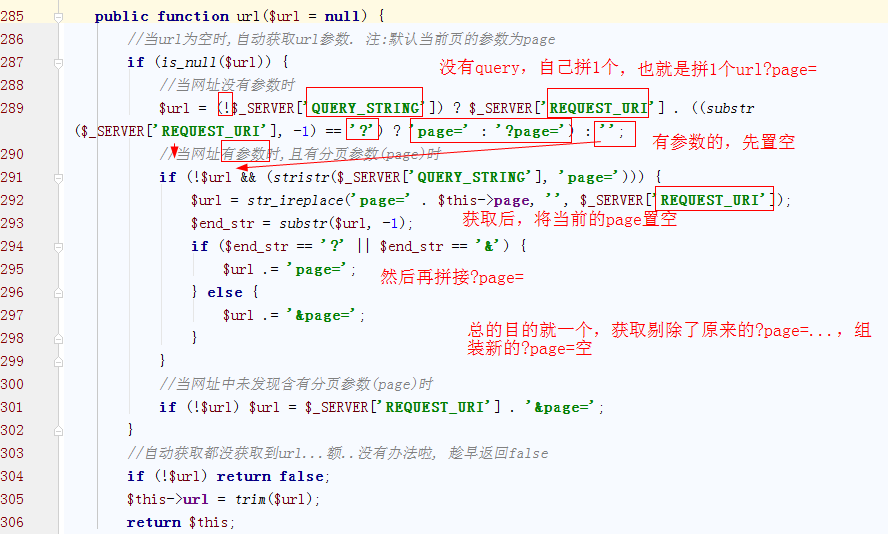 285 public function url($url = null) {
286 //当url为空时,自动获取url参数. 注:默认当前页的参数为page
287 if (is_null($url)) {
没有query，自己拼1个，也就是拼1个url?page=
288 //当网址没有参数时
289 $url = (!$_SERVER['QUERY_STRING']) ? $_SERVER['REQUEST_URI'] . ((substr
($_SERVER['REQUEST_URI'], -1) == '?') ? 'page=' : '?page=') : '';
有参数的，先置空
290 //当网址有参数时,且有分页参数(page)时
291 if (!$url && (stristr($_SERVER['QUERY_STRING'], 'page='))) {
292 $url = str_ireplace('page=' . $this->page, '', $_SERVER['REQUEST_URI']);
293 $end_str = substr($url, -1);
获取后，将当前的page置空
294 if ($end_str == '?' || $end_str == '&') {
295 $url .= 'page=';
然后再拼接?page=
296 } else {
297 $url .= '&page=';
298 }
总的目的就一个，获取剔除了原来的?page=...，组
装新的?page=空
299 }
300 //当网址中未发现含有分页参数(page)时
301 if (!$url) $url = $_SERVER['REQUEST_URI'] . '&page=';
302 }
303 //自动获取都没获取到url...额..没有办法啦, 趁早返回false
304 if (!$url) return false;
305 $this->url = trim($url);
306 return $this;